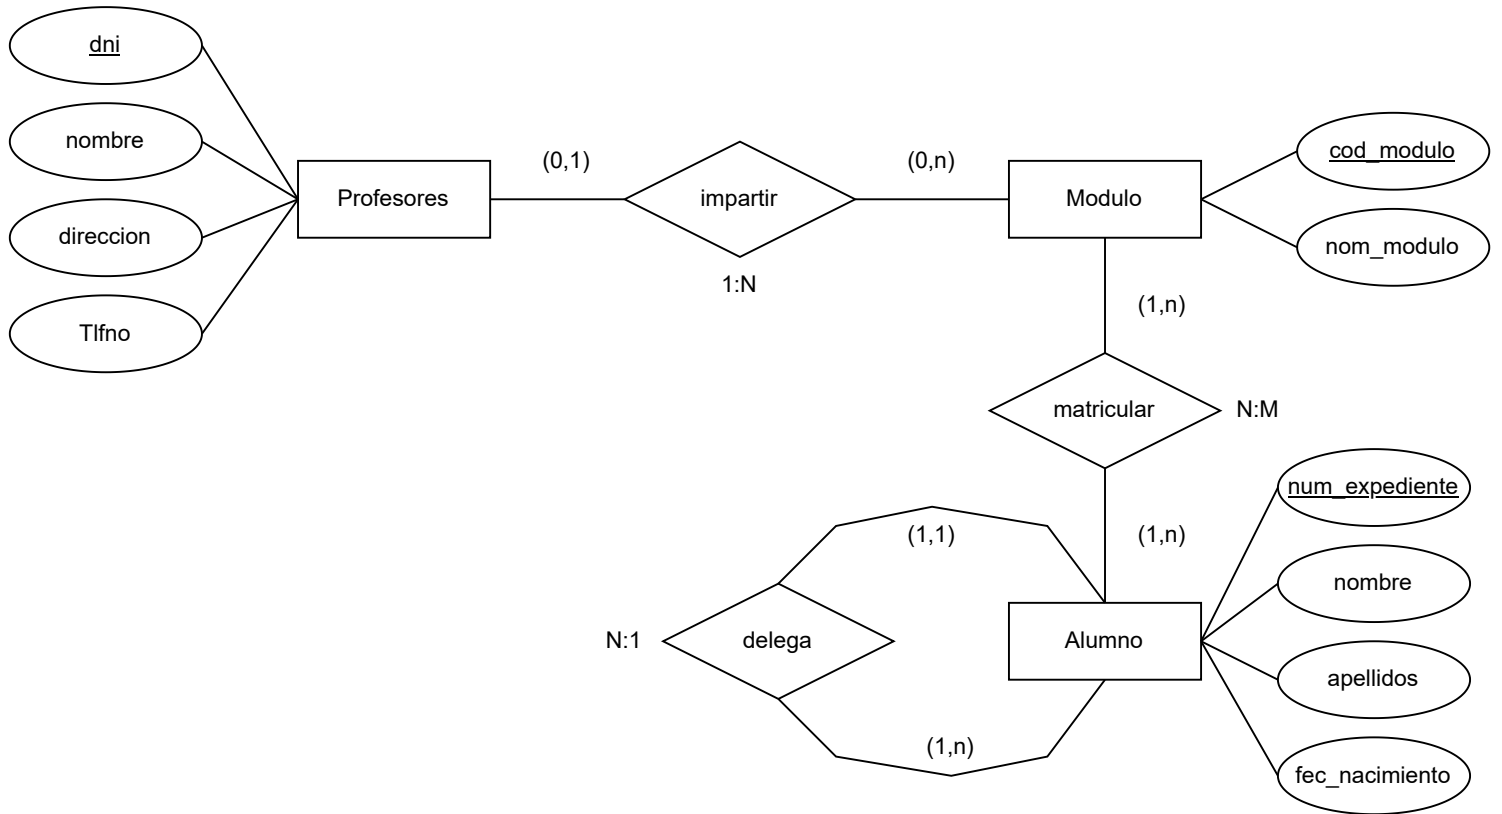 dni
nombre
direccion
Tlfno
Profesores
(0,1)
impartir
1:N
(0,n)
Modulo
cod_modulo
nom_modulo
(1,n)
matricular
N:M
(1,n)
(1,1)
N:1
delega
(1,n)
Alumno
num_expediente
nombre
apellidos
fec_nacimiento